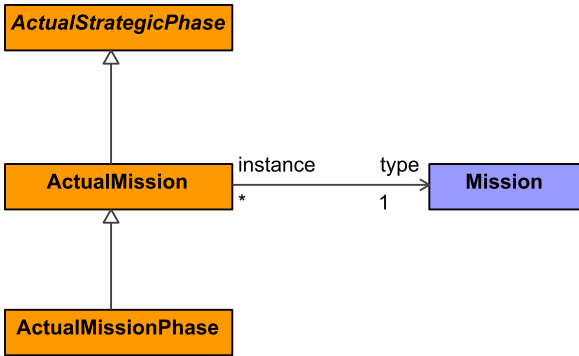 ActualStrategicPhase
instance
type
ActualMission
Mission
*
1
ActualMissionPhase